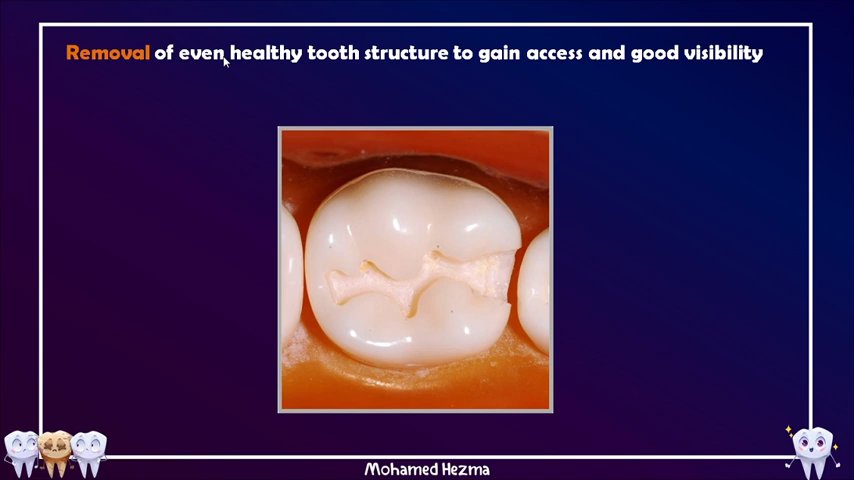 Removal of even healthy tooth structure to gain access and good visibility
Mohamed Hezma